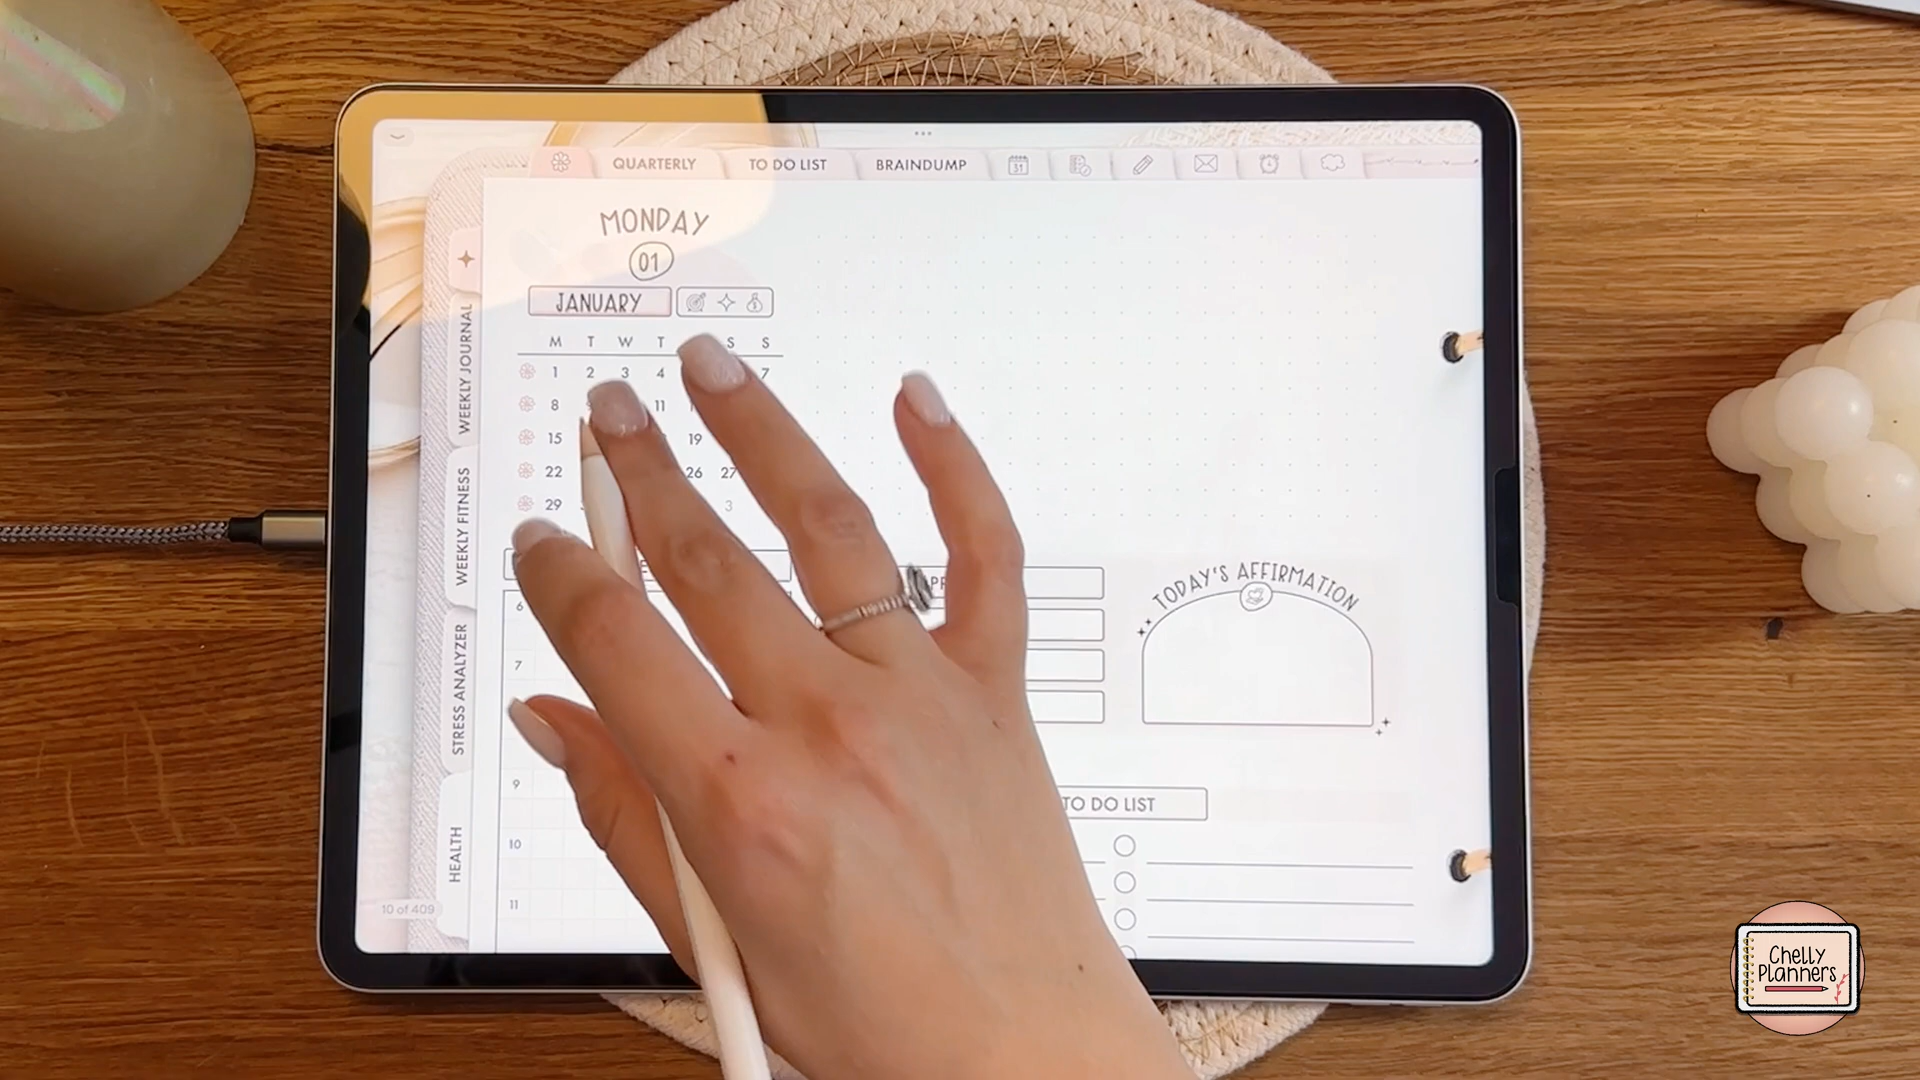 QUARTERLY TO DO LIST BRAINDUMP 31
MONDAY
01
JANUARY
M T W T S S
1 2 3 4 7
8 11
15 19
22 26 27
29 3
WEEKLY JOURNAL
WEEKLY FITNESS
STRESS ANALYZER
HEALTH
6
7
9
10
11
TODAY'S AFFIRMATION
TO DO LIST
10 of 409
Chelly
Planners